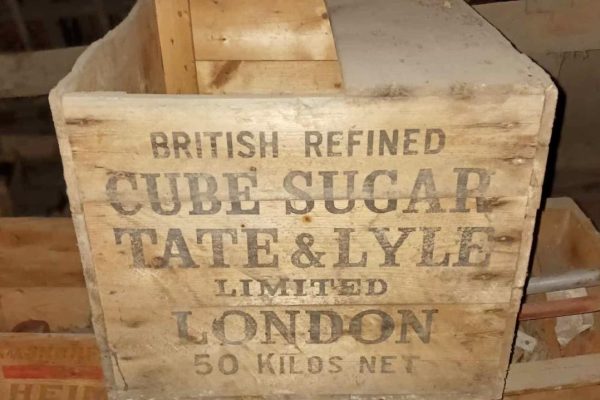 BRITISH REFINED
CUBE SUGAR
TATE & LYLE
LIMITED
LONDON
50 KILOS NET